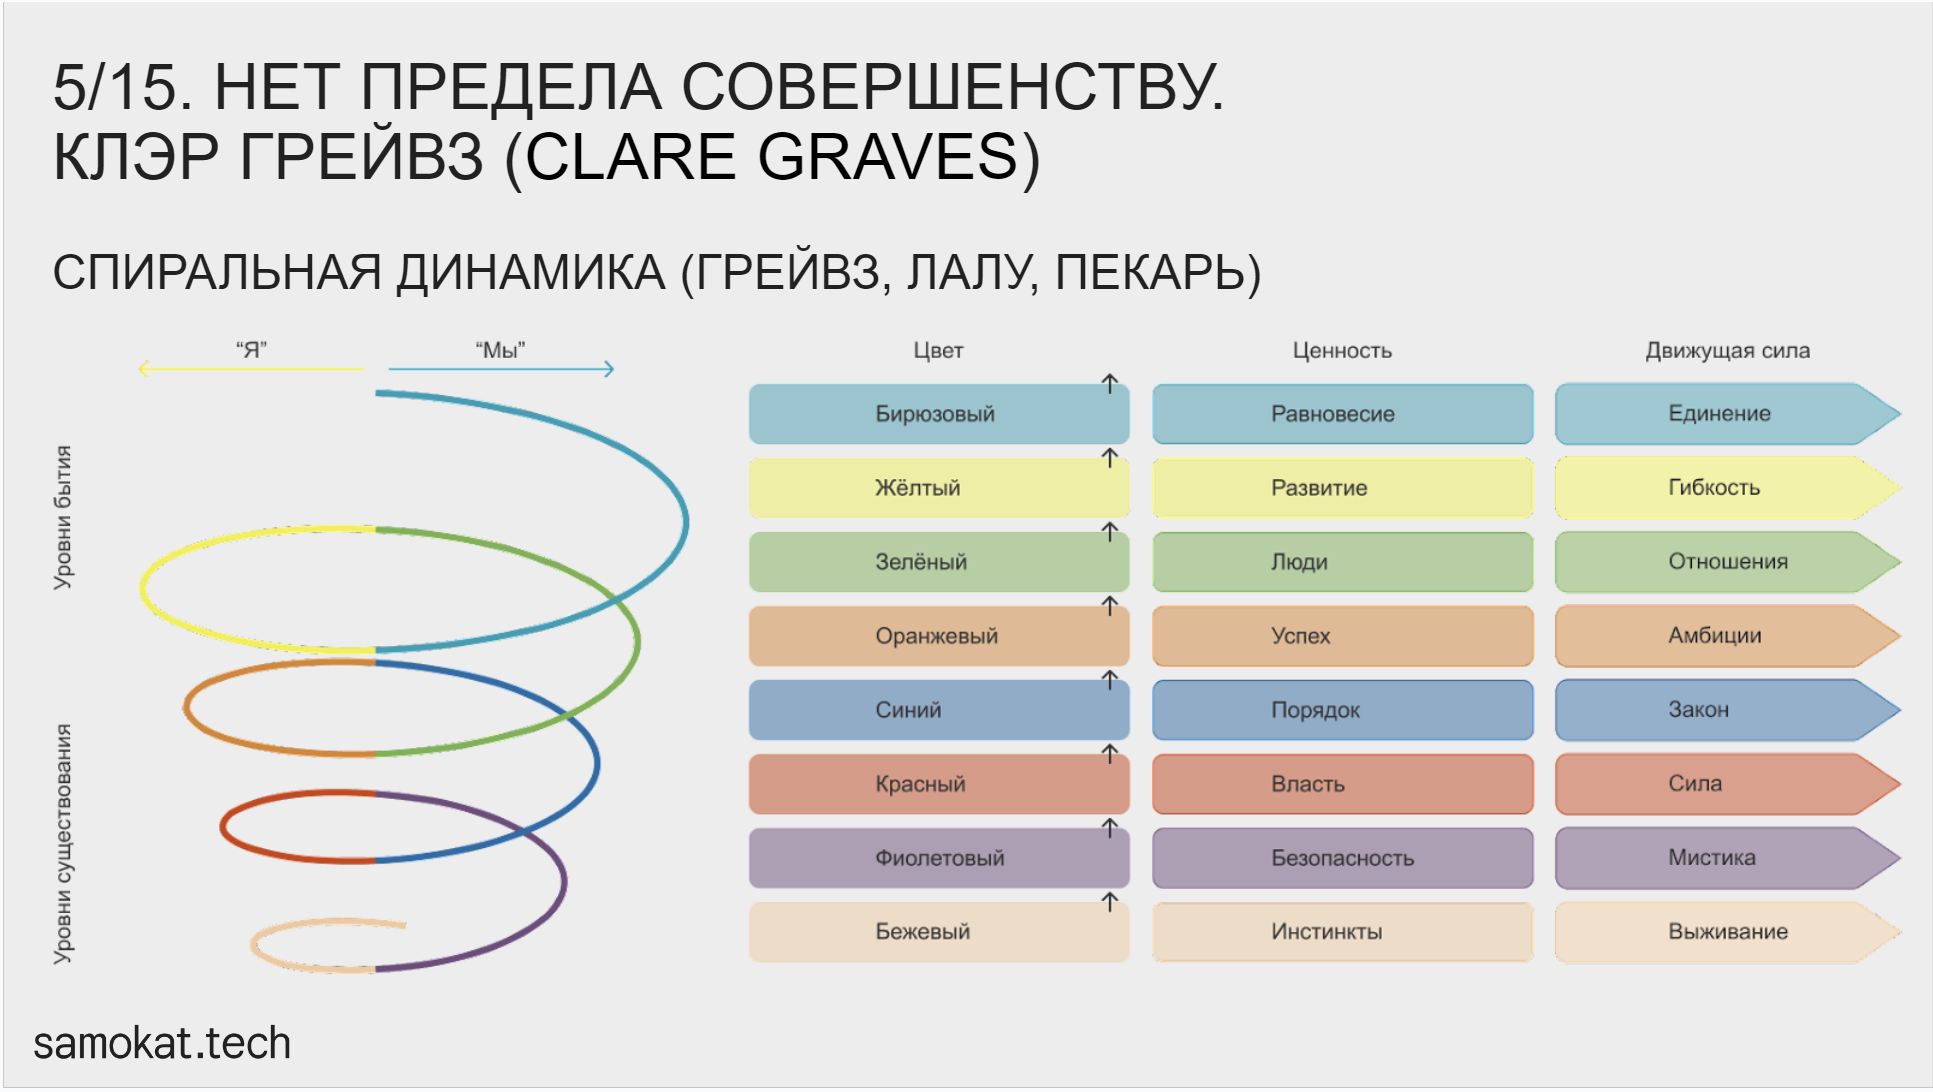 5/15. НЕТ ПРЕДЕЛА СОВЕРШЕНСТВУ.
КЛЭР ГРЕЙВЗ (CLARE GRAVES)
СПИРАЛЬНАЯ ДИНАМИКА (ГРЕЙВЗ, ЛАЛУ, ПЕКАРЬ)
“Я”
“Мы”
Уровни бытия
Уровни существования
Цвет
Ценность
Движущая сила
Бирюзовый
Равновесие
Единение
Жёлтый
Развитие
Гибкость
Зелёный
Люди
Отношения
Оранжевый
Успех
Амбиции
Синий
Порядок
Закон
Красный
Власть
Сила
Фиолетовый
Безопасность
Мистика
Бежевый
Инстинкты
Выживание
samokat.tech